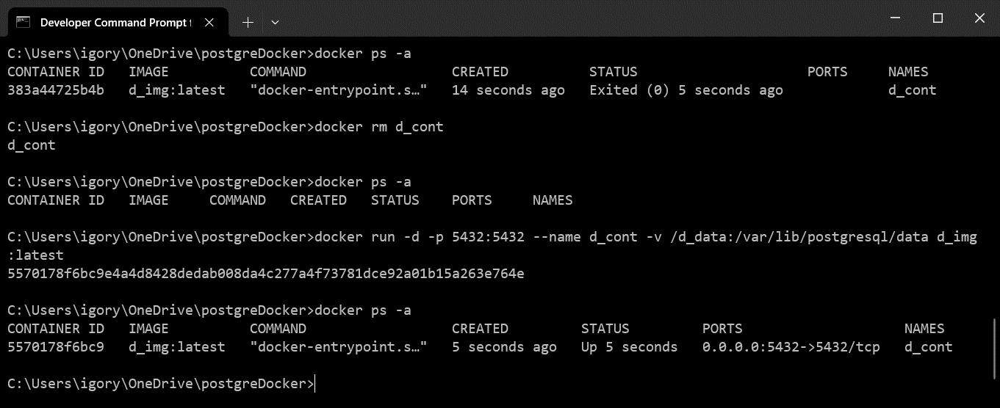 Developer Command Prompt f
C:\Users\igory\OneDrive\postgreDocker>docker ps -a
CONTAINER ID   IMAGE          COMMAND                  CREATED          STATUS                     PORTS     NAMES
383a44725b4b   d_img:latest   "docker-entrypoint.s…"   14 seconds ago   Exited (0) 5 seconds ago             d_cont
C:\Users\igory\OneDrive\postgreDocker>docker rm d_cont
d_cont
C:\Users\igory\OneDrive\postgreDocker>docker ps -a
CONTAINER ID   IMAGE     COMMAND   CREATED   STATUS    PORTS     NAMES
C:\Users\igory\OneDrive\postgreDocker>docker run -d -p 5432:5432 --name d_cont -v /d_data:/var/lib/postgresql/data d_img
:latest
5570178f6bc9e4a4d8428dedab008da4c277a4f73781dce92a01b15a263e764e
C:\Users\igory\OneDrive\postgreDocker>docker ps -a
CONTAINER ID   IMAGE          COMMAND                  CREATED         STATUS         PORTS                    NAMES
5570178f6bc9   d_img:latest   "docker-entrypoint.s…"   5 seconds ago   Up 5 seconds   0.0.0.0:5432->5432/tcp   d_cont
C:\Users\igory\OneDrive\postgreDocker>